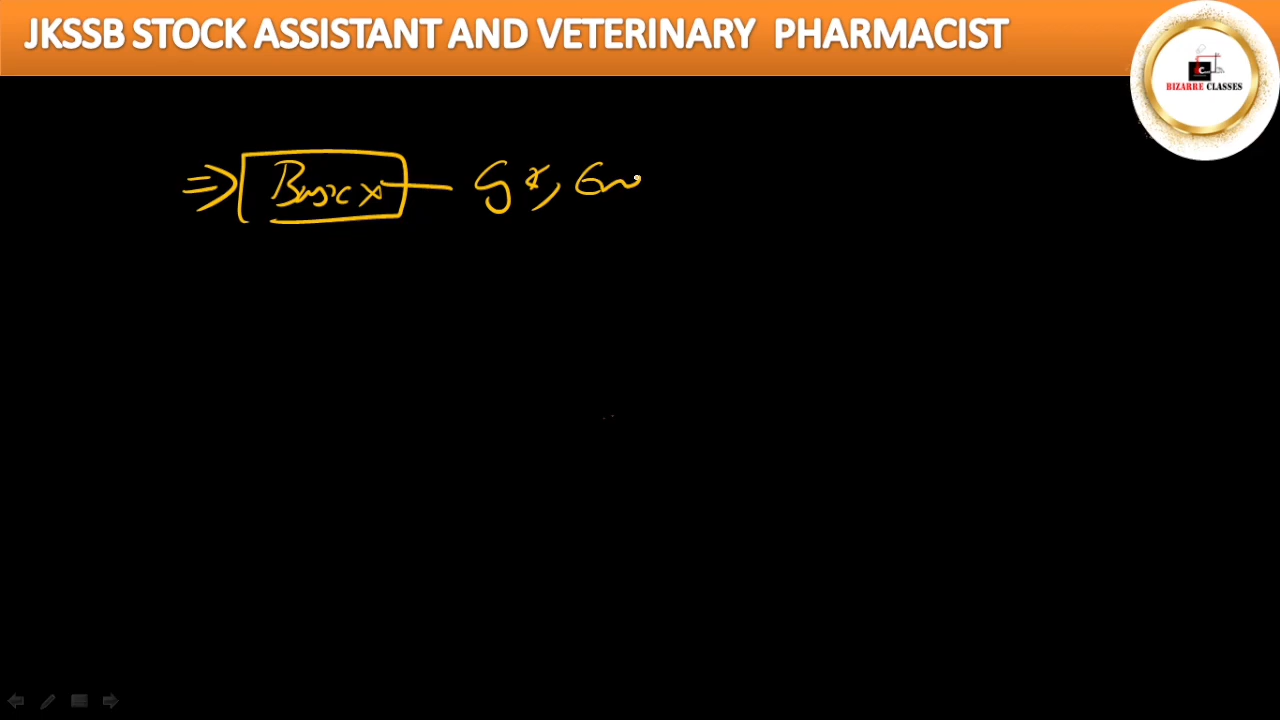 JKSSB STOCK ASSISTANT AND VETERINARY PHARMACIST
BIZARRE CLASSES
⇒ Basic